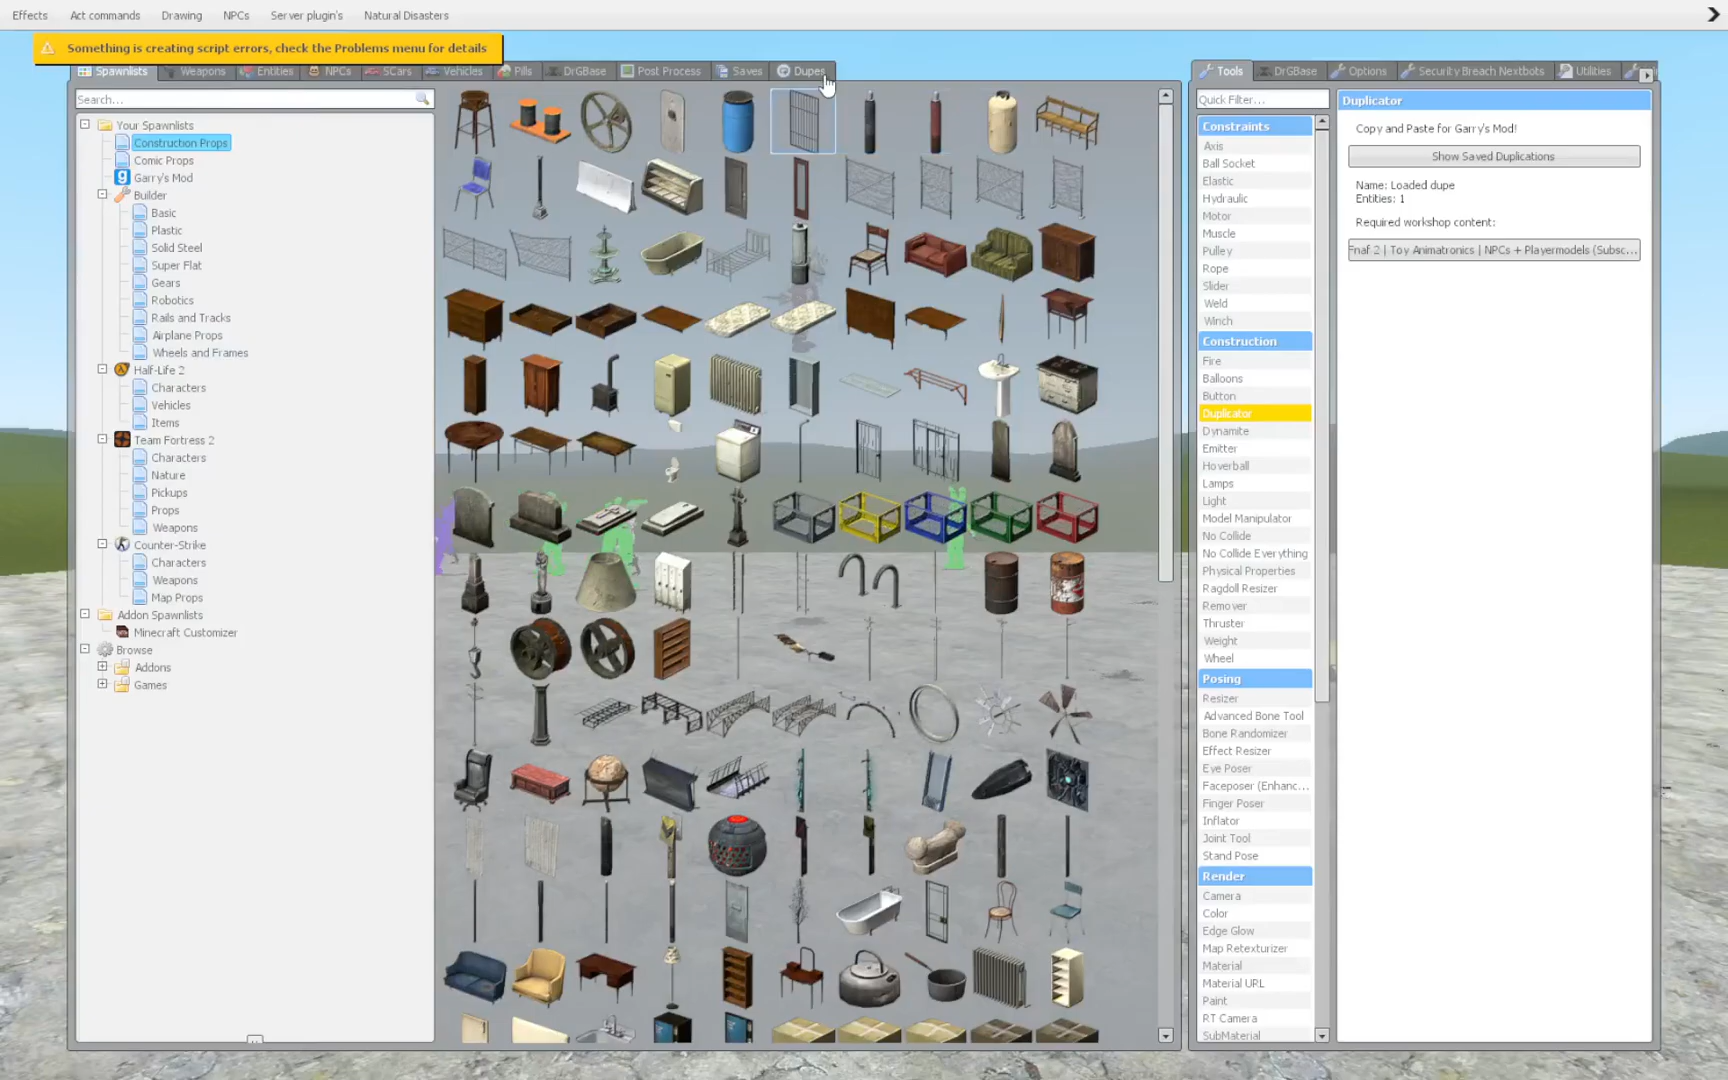 Effects Act commands Drawing NPCs Server plugin's Natural Disasters
Something is creating script errors, check the Problems menu for details
Spawnlists Weapons Entities NPCs SCars Vehicles Pills DrGBase Post Process Saves Dupes
Search...
Your Spawnlists
Construction Props
Comic Props
Garry's Mod
Builder
Basic
Plastic
Solid Steel
Super Flat
Gears
Robotics
Rails and Tracks
Airplane Props
Wheels and Frames
Half-Life 2
Characters
Vehicles
Items
Team Fortress 2
Characters
Nature
Pickups
Props
Weapons
Counter-Strike
Characters
Weapons
Map Props
Addon Spawnlists
Minecraft Customizer
Browse
Addons
Games
Tools DrGBase Options Security Breach Nextbots Utilities
Quick Filter...
Constraints
Axis
Ball Socket
Elastic
Hydraulic
Motor
Muscle
Pulley
Rope
Slider
Weld
Winch
Construction
Fire
Balloons
Button
Duplicator
Dynamite
Emitter
Hoverball
Lamps
Light
Model Manipulator
No Collide
No Collide Everything
Physical Properties
Ragdoll Resizer
Remover
Thruster
Weight
Wheel
Posing
Resizer
Advanced Bone Tool
Bone Randomizer
Effect Resizer
Eye Poser
Faceposer (Enhanc...
Finger Poser
Inflator
Joint Tool
Stand Pose
Render
Camera
Color
Edge Glow
Map Retexturizer
Material
Material URL
Paint
RT Camera
SubMaterial
Duplicator
Copy and Paste for Garry's Mod!
Show Saved Duplications
Name: Loaded dupe
Entities: 1
Required workshop content:
Fnaf 2 | Toy Animatronics | NPCs + Playermodels (Subsc...